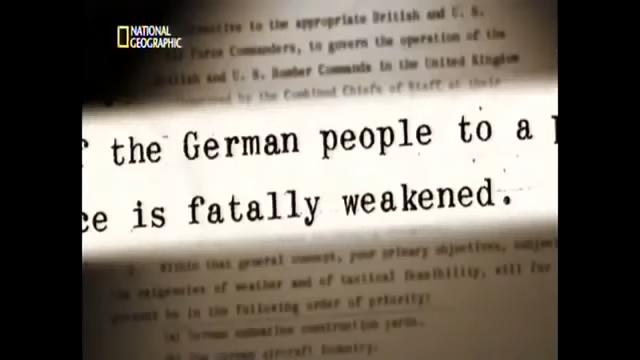 NATIONAL
GEOGRAPHIC
to the appropriate British and U. S.
Force Commanders, to govern the operation of the
British and U. S. Bomber Commands in the United Kingdom
by the Combined Chiefs of Staff at their
the German people to a
is fatally weakened.
Within that general concept, your primary objectives, subject
exigencies of weather and of tactical feasibility, will for
present be in the following order of priority:
(a) German submarine construction yards.
German aircraft industry.